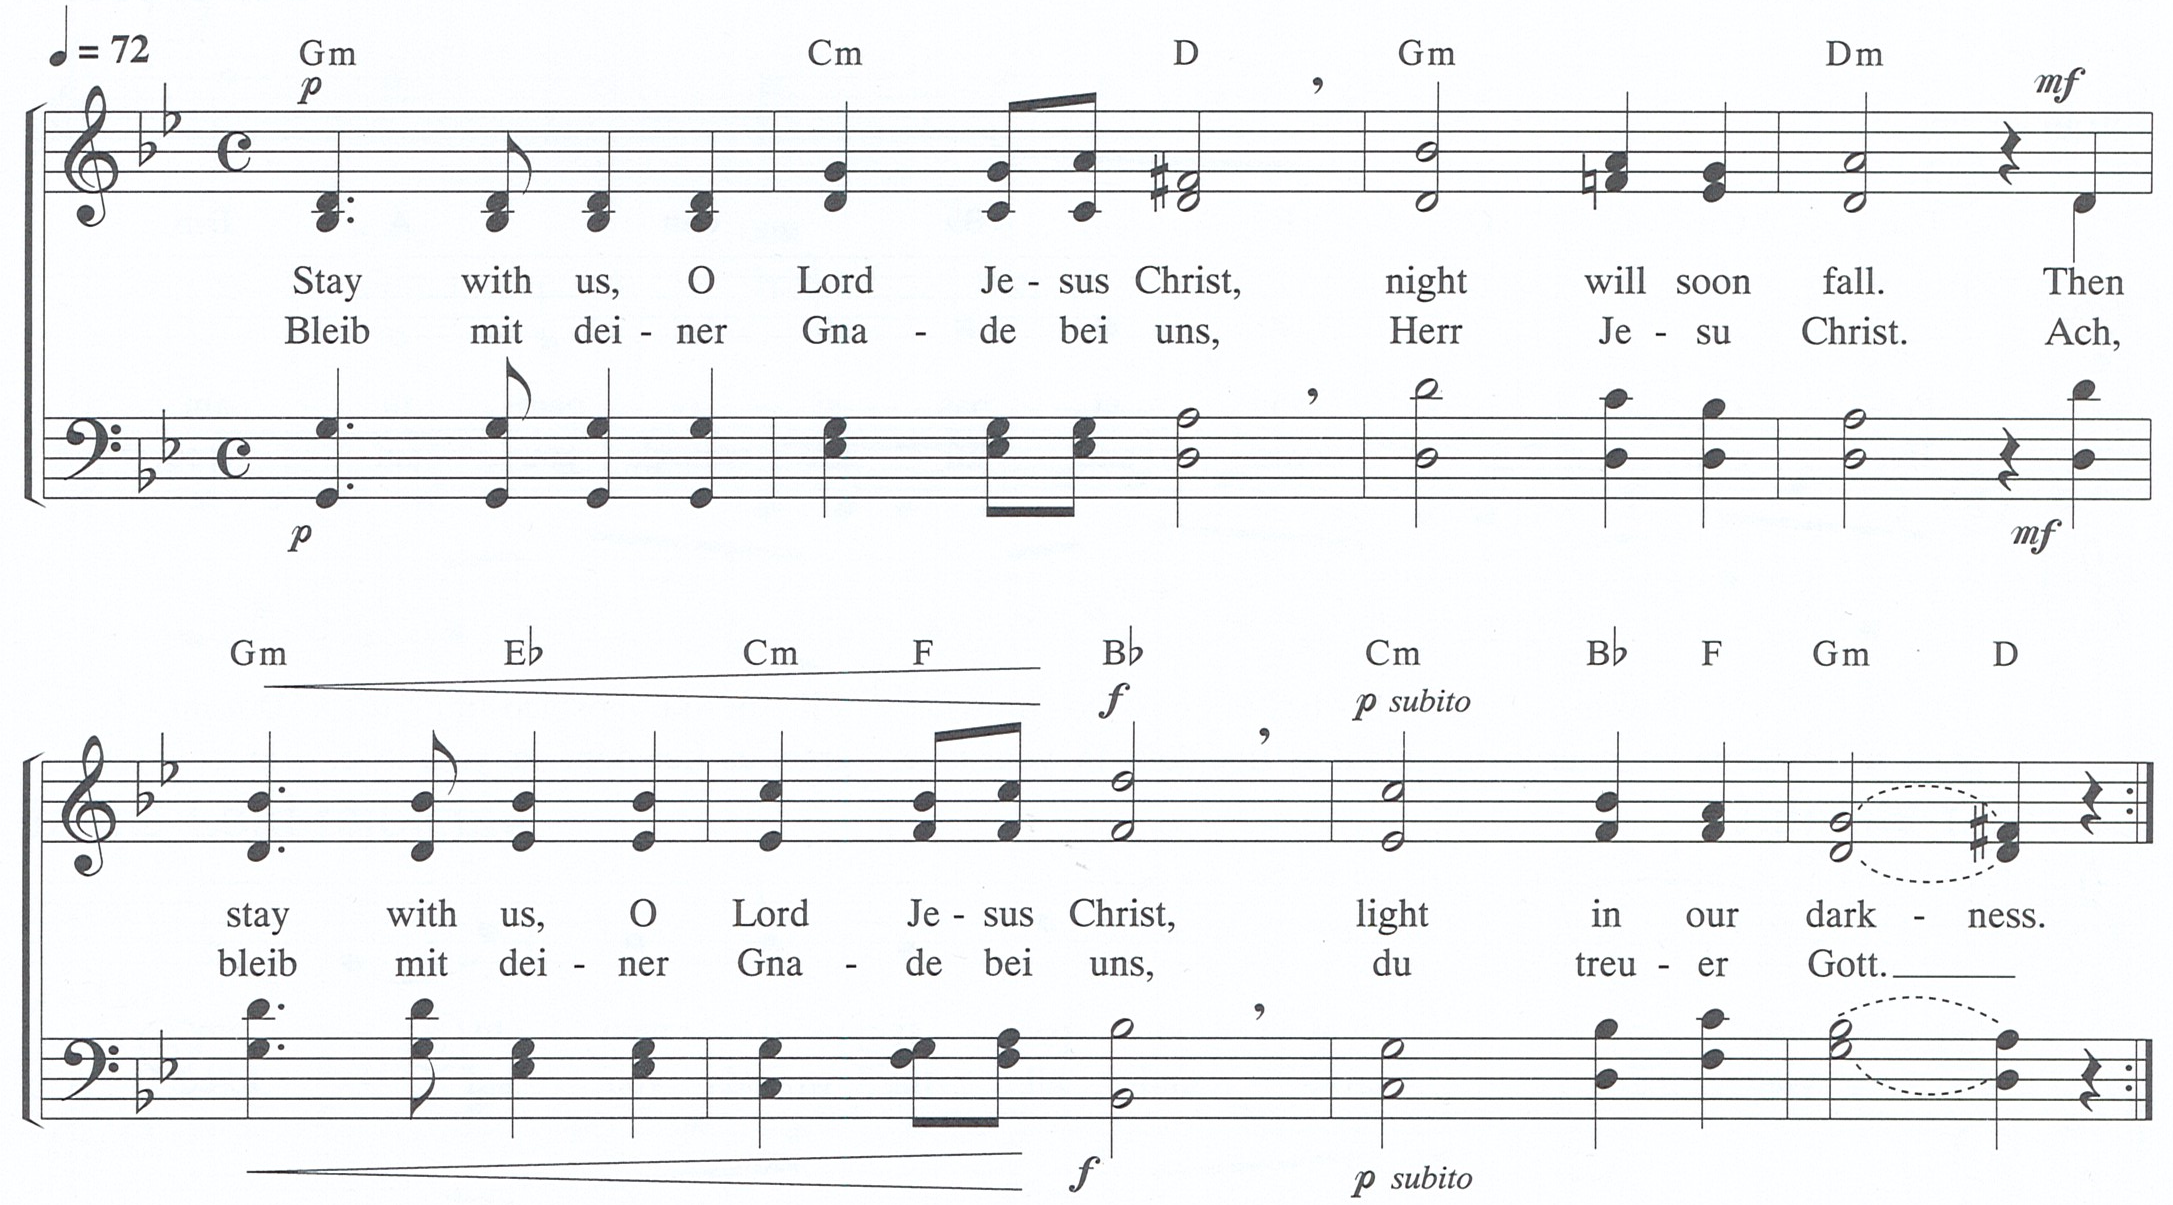 ♩ = 72 Gm Cm D Gm Dm
p mf
Stay with us, O Lord Je - sus Christ, night will soon fall. Then
Bleib mit dei - ner Gna - de bei uns, Herr Je - su Christ. Ach,
p mf
Gm E♭ Cm F B♭ Cm B♭ F Gm D
f p subito
stay with us, O Lord Je - sus Christ, light in our dark - ness.
bleib mit dei - ner Gna - de bei uns, du treu - er Gott.
f p subito